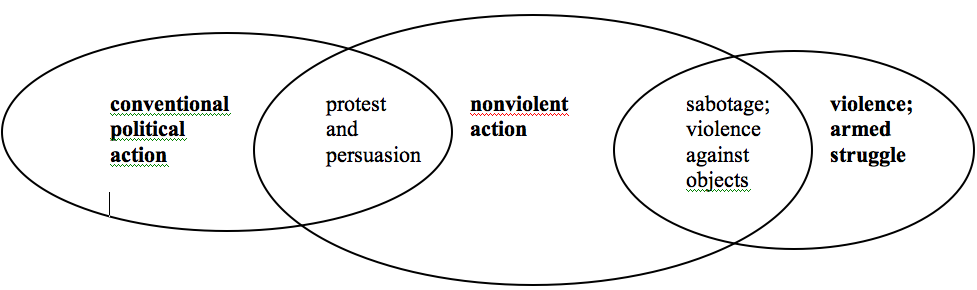 conventional
political
action
protest
and
persuasion
nonviolent
action
sabotage;
violence
against
objects
violence;
armed
struggle